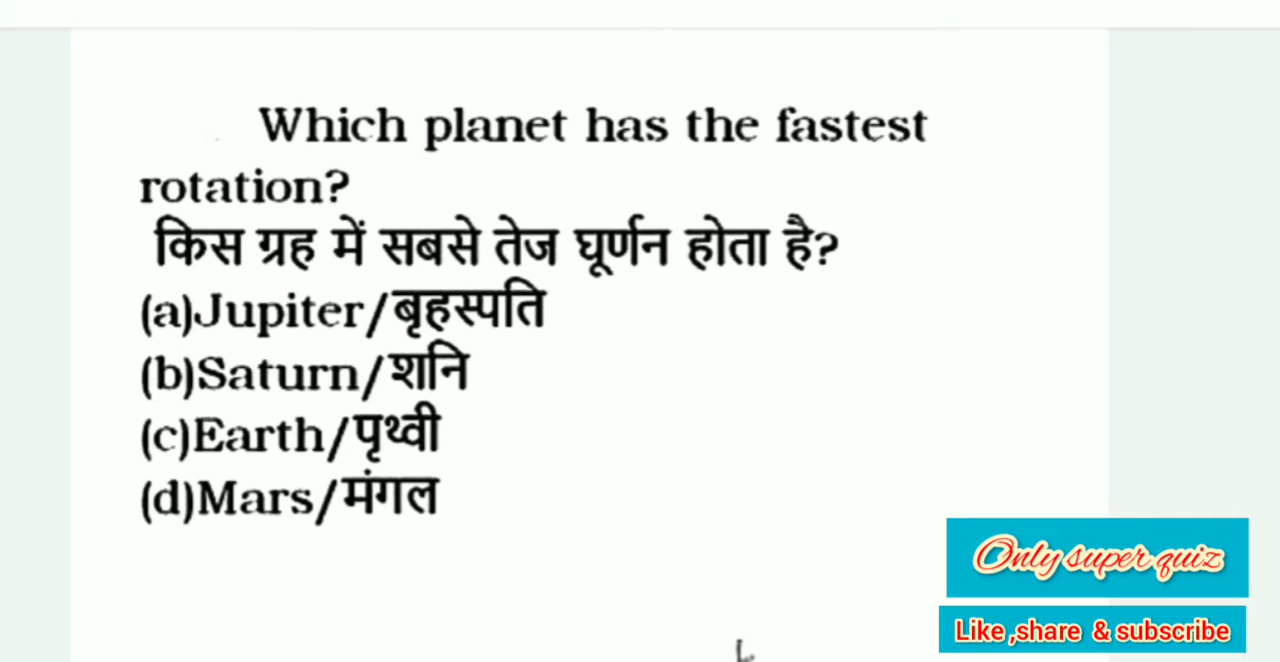 Which planet has the fastest
rotation?
किस ग्रह में सबसे तेज घूर्णन होता है?
(a)Jupiter/बृहस्पति
(b)Saturn/शनि
(c)Earth/पृथ्वी
(d)Mars/मंगल
Only super quiz
Like ,share & subscribe